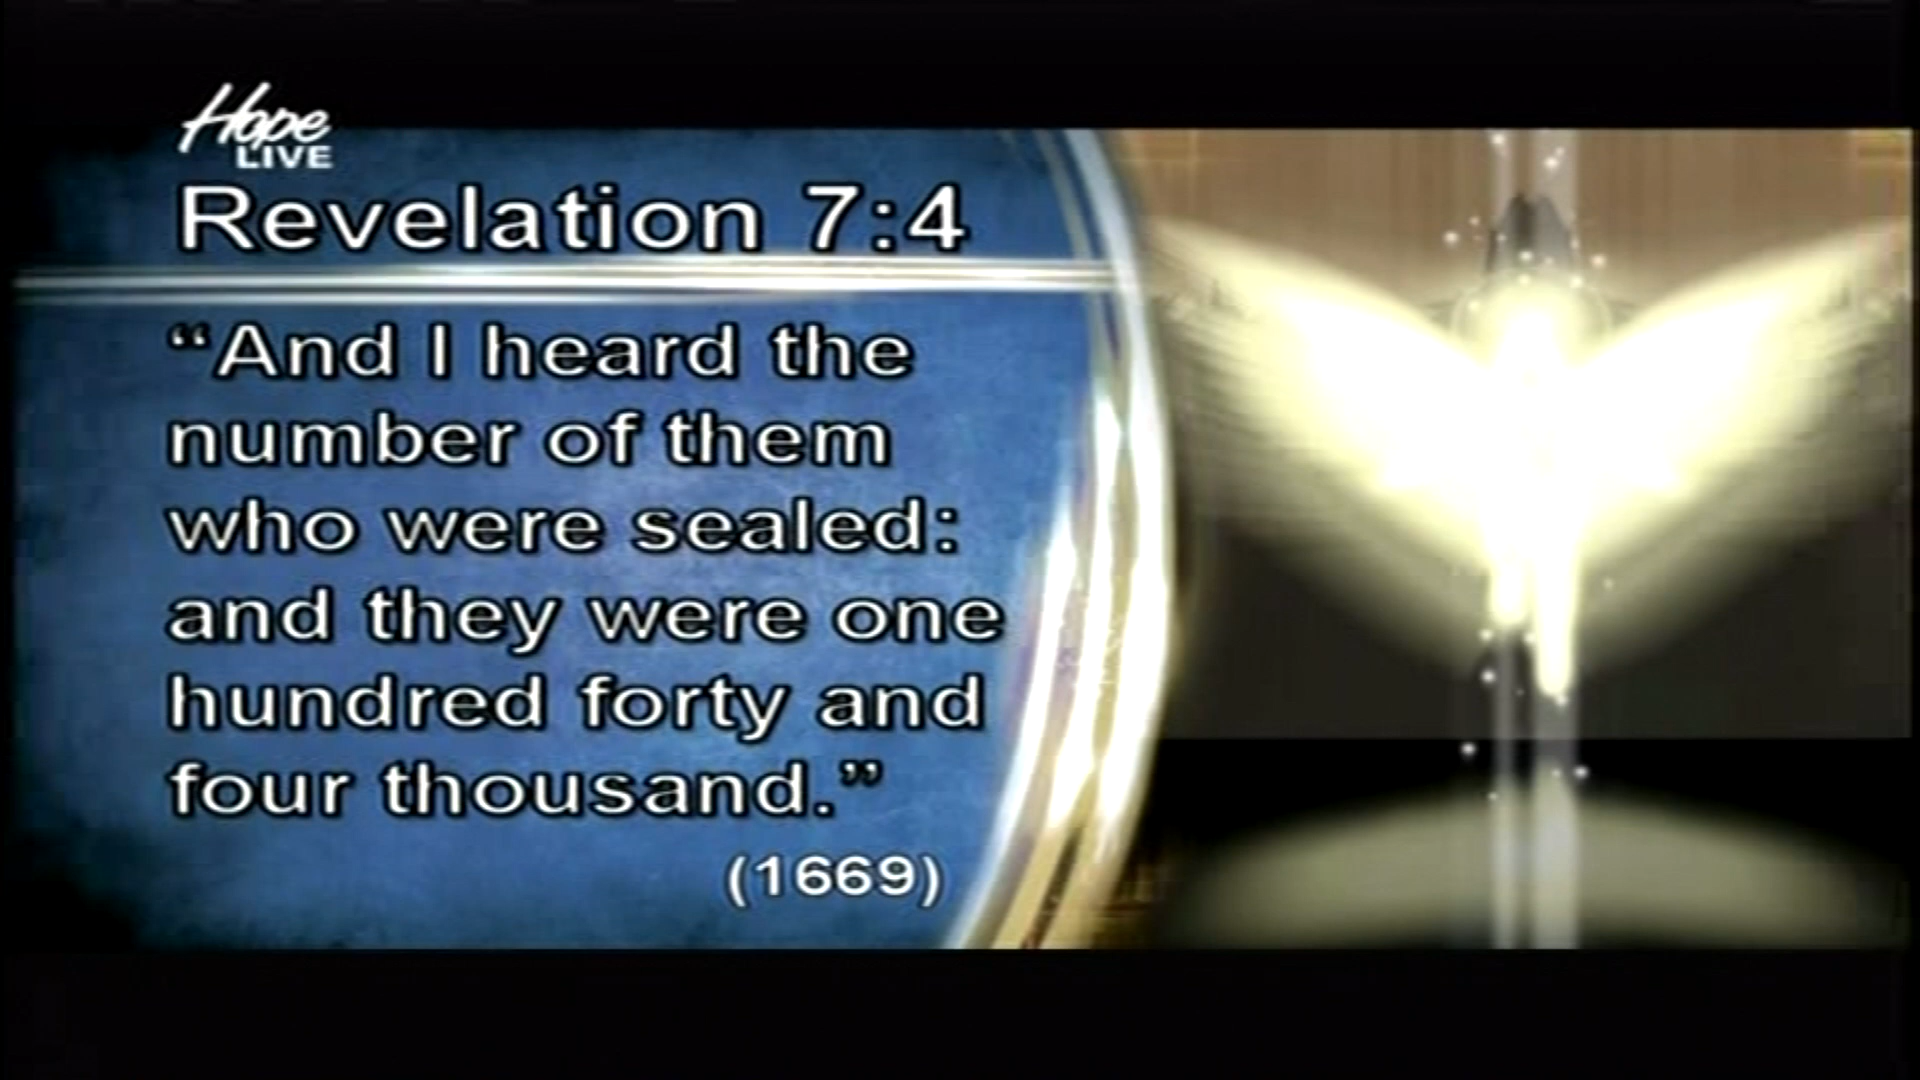 Hope
LIVE
Revelation 7:4
“And I heard the
number of them
who were sealed:
and they were one
hundred forty and
four thousand.”
(1669)